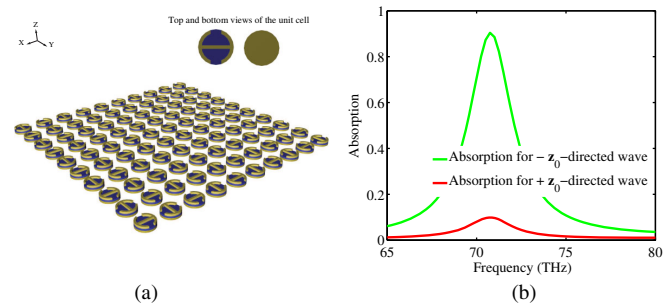 Top and bottom views of the unit cell
Z
X
Y
(a)
1
0.8
0.6
0.4
0.2
0
Absorption
Absorption for − z0−directed wave
Absorption for + z0−directed wave
65
70
75
80
Frequency (THz)
(b)